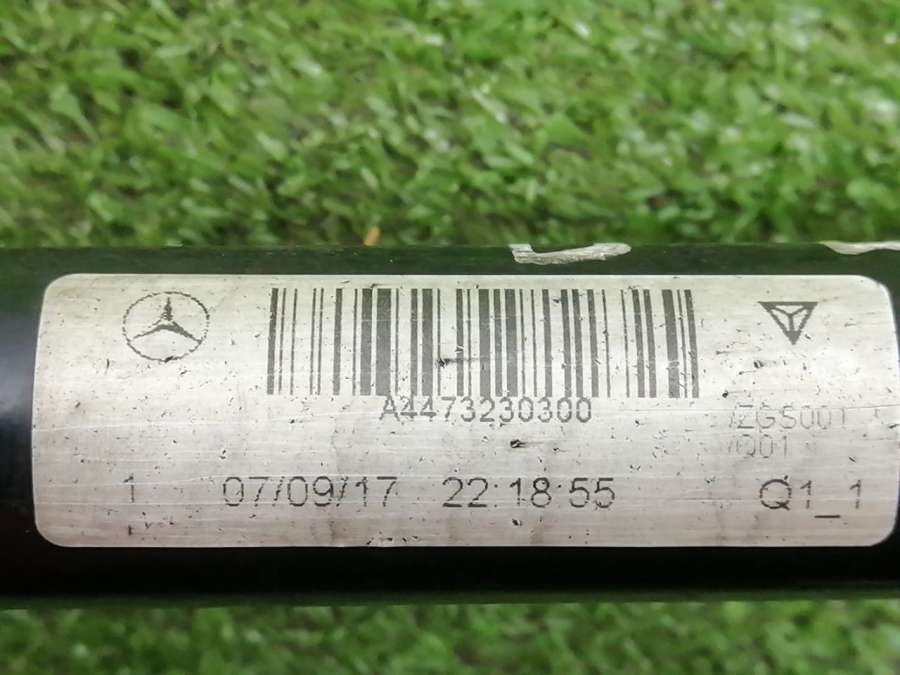 A4473230300
/ZGS001
/Q01
1 07/09/17 22:18:55 Q1_1